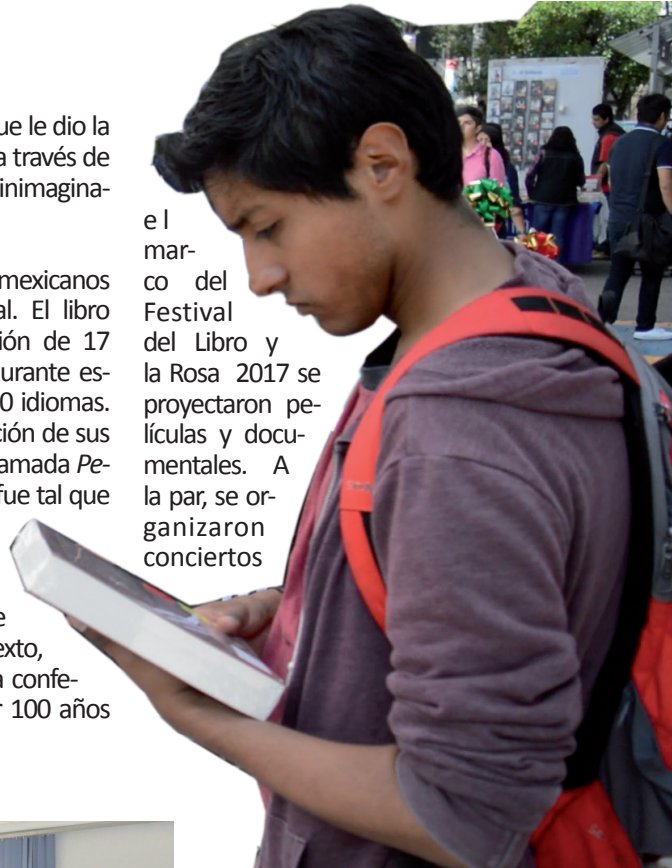 ue le dio la
a través de
inimagina-
mexicanos
al. El libro
ión de 17
urante es-
0 idiomas.
ción de sus
amada Pe-
fue tal que
e
exto,
a confe-
r 100 años
el
mar-
co del
Festival
del Libro y
la Rosa 2017 se
proyectaron pe-
lículas y docu-
mentales. A
la par, se or-
ganizaron
conciertos